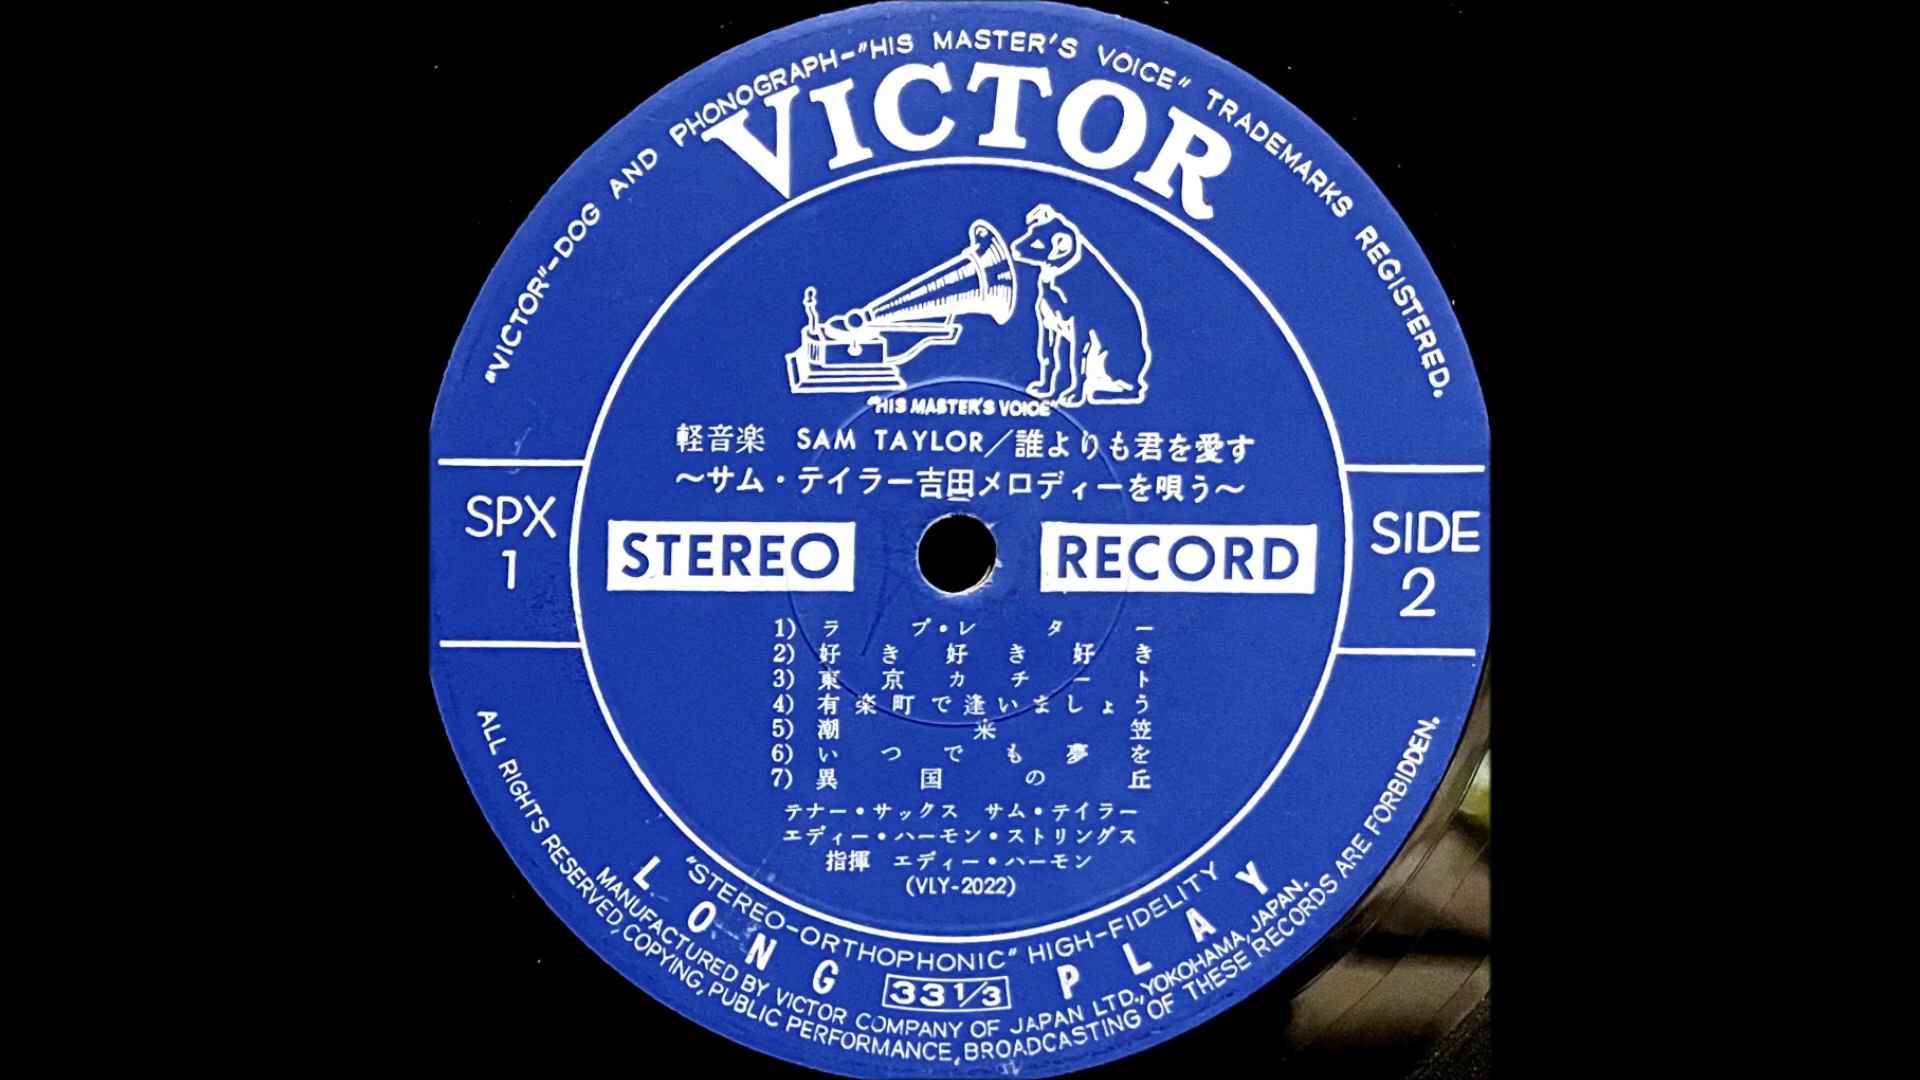 "VICTOR"-DOG AND PHONOGRAPH-"HIS MASTER'S VOICE" TRADEMARKS REGISTERED.
VICTOR
"HIS MASTER'S VOICE"
軽音楽 SAM TAYLOR／誰よりも君を愛す
～サム・テイラー吉田メロディーを唄う～
SPX
1
STEREO
RECORD
SIDE
2
1) ラブ・レター
2) 好き好き好き
3) 東京カチート
4) 有楽町で逢いましょう
5) 潮来笠
6) いつでも夢を
7) 異国の丘
テナー・サックス サム・テイラー
エディー・ハーモン・ストリングス
指揮 エディー・ハーモン
(VLY-2022)
"STEREO-ORTHOPHONIC" HIGH-FIDELITY
LONG PLAY
33 1/3
MANUFACTURED BY VICTOR COMPANY OF JAPAN LTD., YOKOHAMA, JAPAN.
ALL RIGHTS RESERVED, COPYING, PUBLIC PERFORMANCE, BROADCASTING OF THESE RECORDS ARE FORBIDDEN.